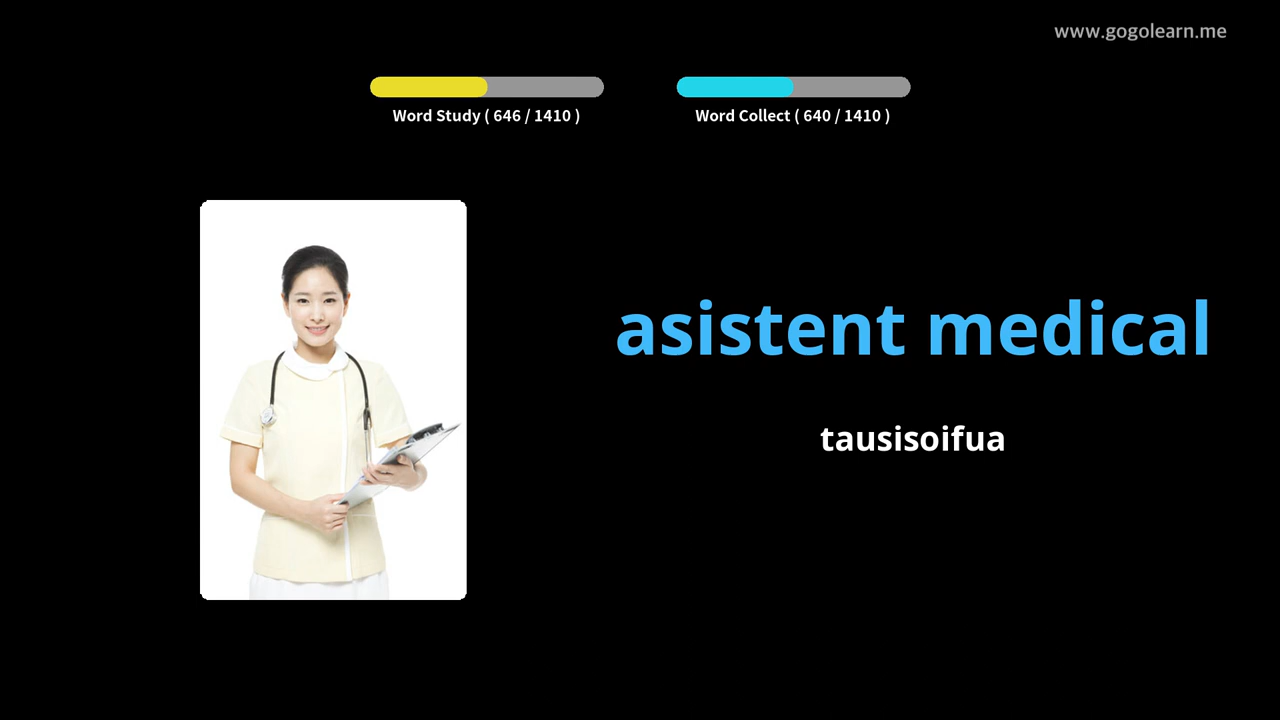 www.gogolearn.me
Word Study ( 646 / 1410 )
Word Collect ( 640 / 1410 )
asistent medical
tausisoifua